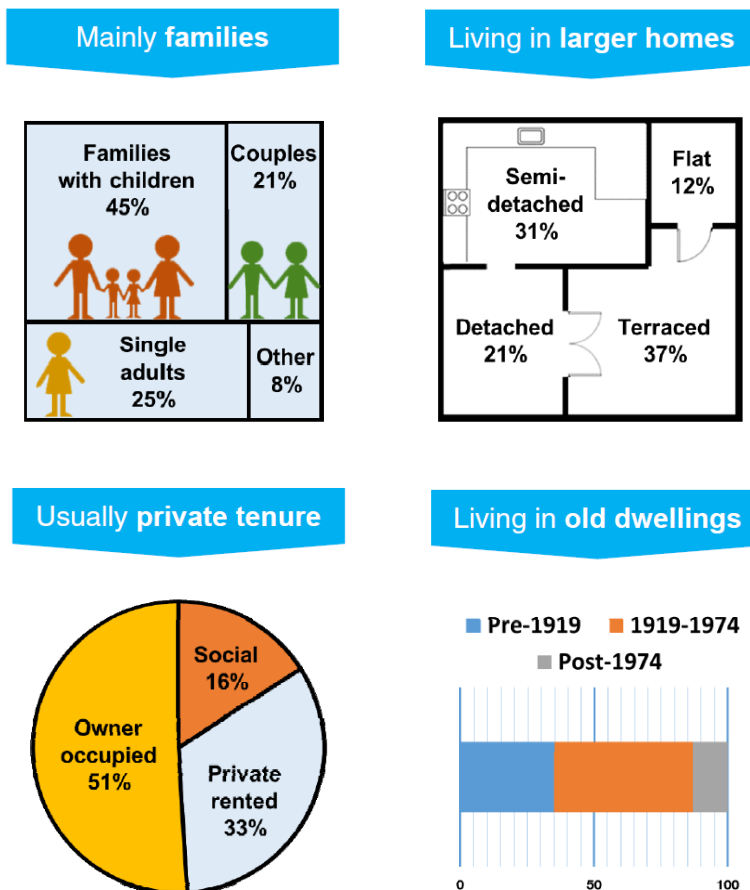 Mainly families
Families
with children
45%
Couples
21%
Single
adults
25%
Other
8%
Living in larger homes
Semi-
detached
31%
Flat
12%
Detached
21%
Terraced
37%
Usually private tenure
Social
16%
Owner
occupied
51%
Private
rented
33%
Living in old dwellings
Pre-1919
1919-1974
Post-1974
0
50
100